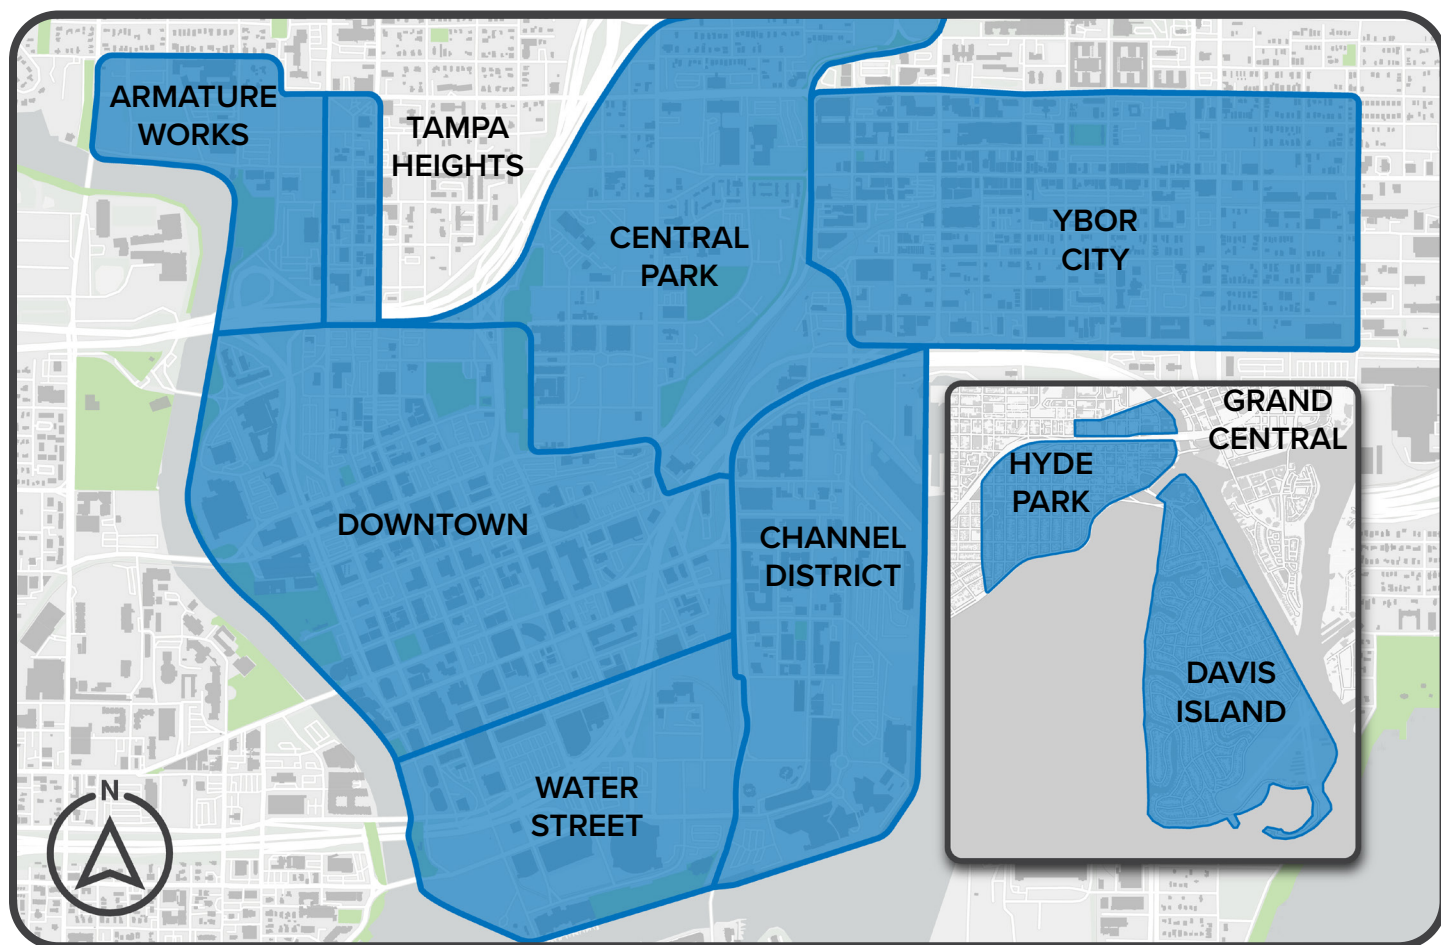 ARMATURE
WORKS
TAMPA
HEIGHTS
CENTRAL
PARK
YBOR
CITY
DOWNTOWN
CHANNEL
DISTRICT
WATER
STREET
GRAND
CENTRAL
HYDE
PARK
DAVIS
ISLAND
N